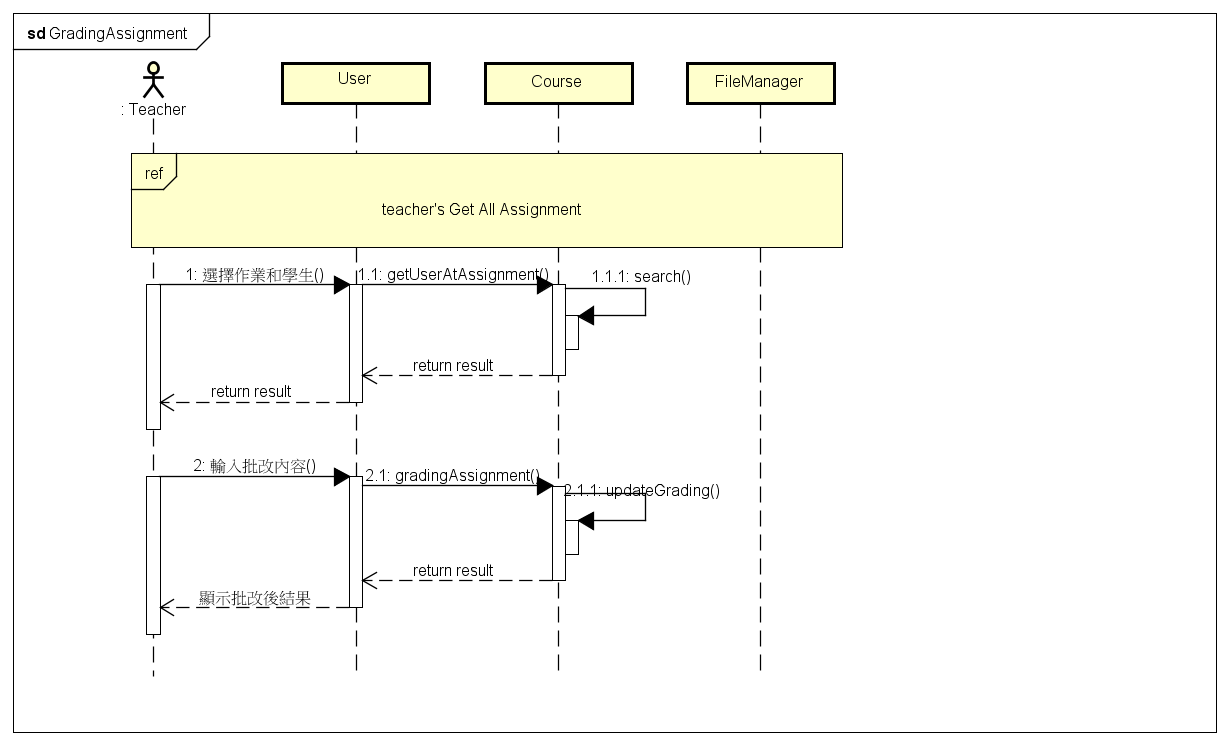 sd GradingAssignment
: Teacher
User
Course
FileManager
ref
teacher's Get All Assignment
1: 選擇作業和學生()
1.1: getUserAtAssignment()
1.1.1: search()
return result
return result
2: 輸入批改內容()
2.1: gradingAssignment()
2.1.1: updateGrading()
return result
顯示批改後結果